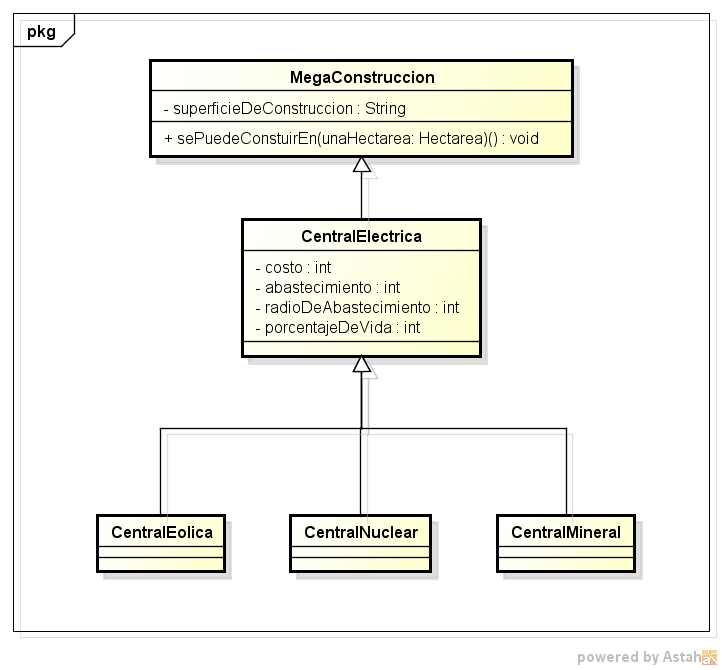 pkg
MegaConstruccion
- superficieDeConstruccion : String
+ sePuedeConstuirEn(unaHectarea: Hectarea)() : void
CentralElectrica
- costo : int
- abastecimiento : int
- radioDeAbastecimiento : int
- porcentajeDeVida : int
CentralEolica
CentralNuclear
CentralMineral
powered by Astah